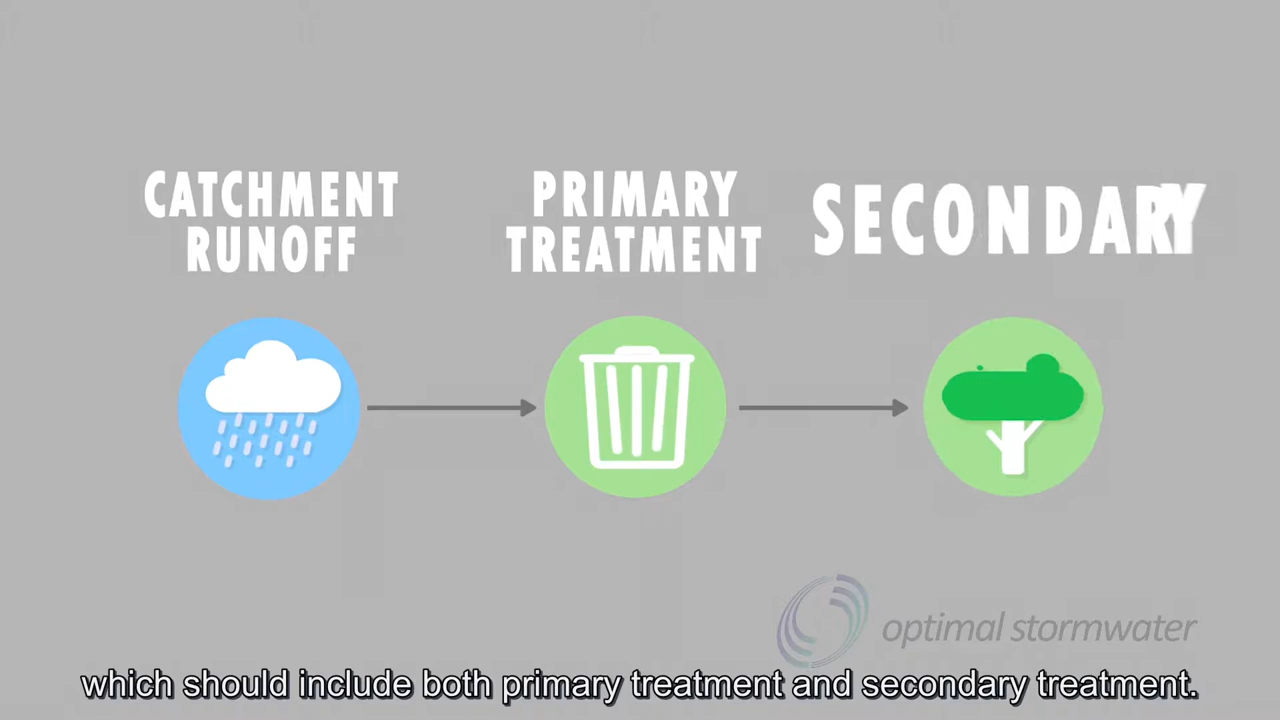 CATCHMENT
RUNOFF
PRIMARY
TREATMENT
SECONDARY
optimal stormwater
which should include both primary treatment and secondary treatment.